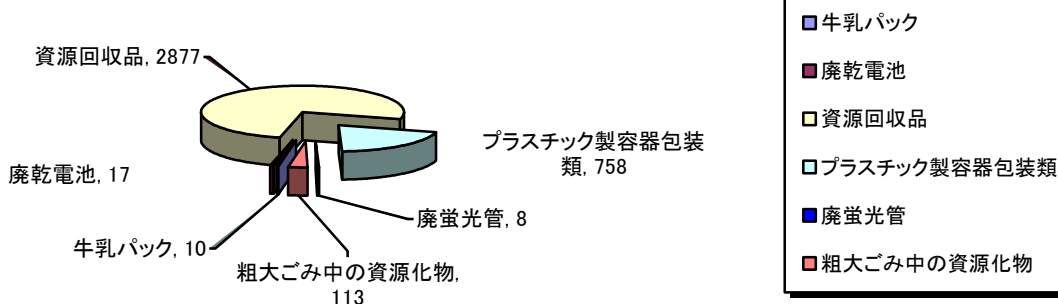 資源回収品, 2877
プラスチック製容器包装
類, 758
廃乾電池, 17
廃蛍光管, 8
牛乳パック, 10
粗大ごみ中の資源化物,
113
牛乳パック
廃乾電池
資源回収品
プラスチック製容器包装類
廃蛍光管
粗大ごみ中の資源化物